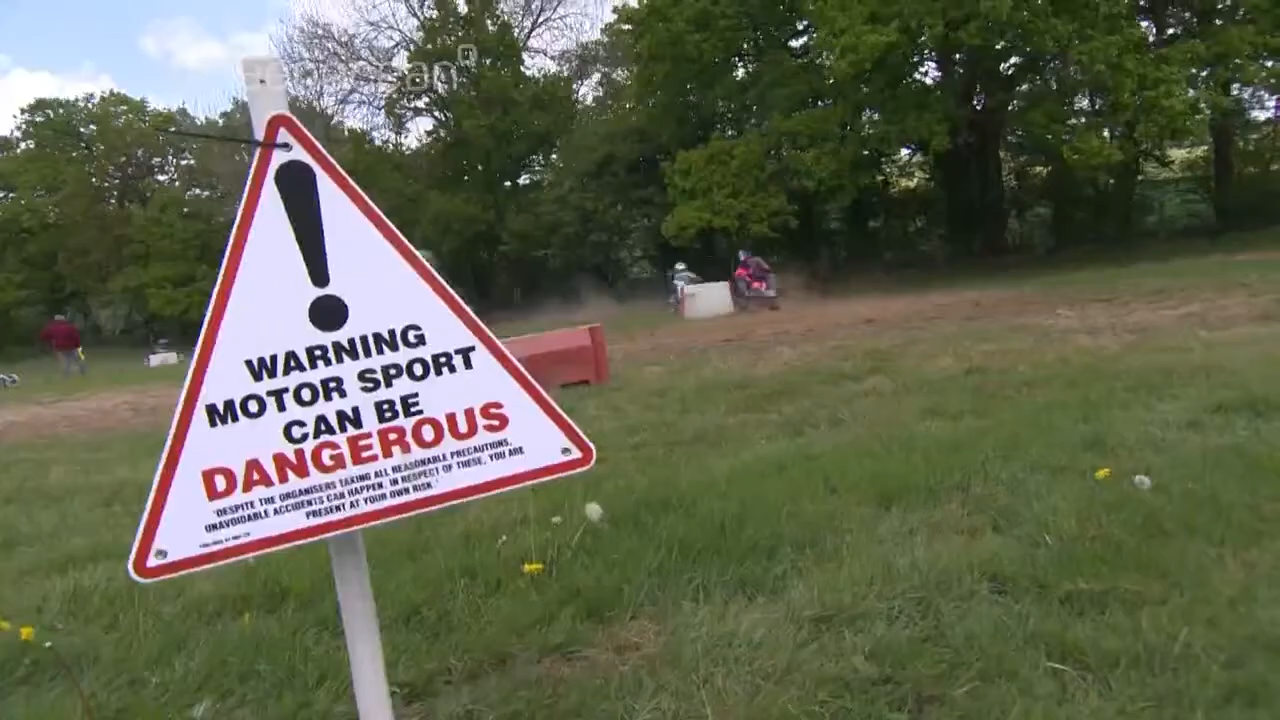 WARNING
MOTOR SPORT
CAN BE
DANGEROUS
'DESPITE THE ORGANISERS TAKING ALL REASONABLE PRECAUTIONS,
UNAVOIDABLE ACCIDENTS CAN HAPPEN. IN RESPECT OF THESE, YOU ARE
PRESENT AT YOUR OWN RISK.'